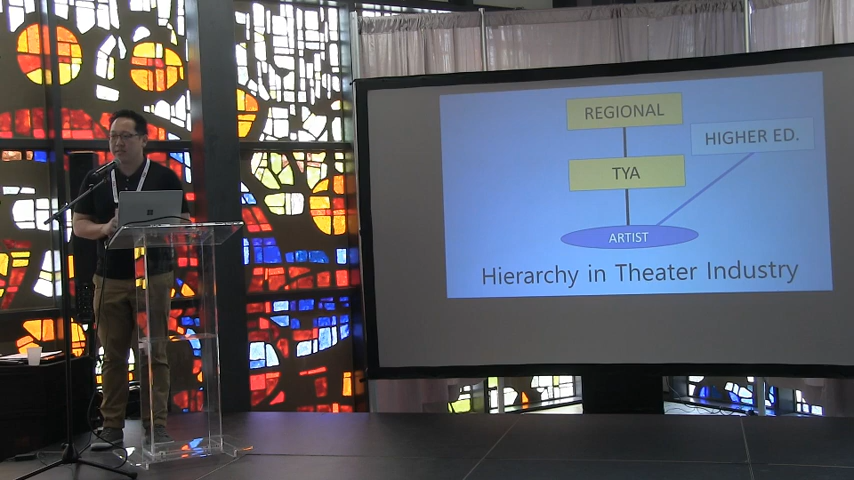 REGIONAL
HIGHER ED.
TYA
ARTIST
Hierarchy in Theater Industry